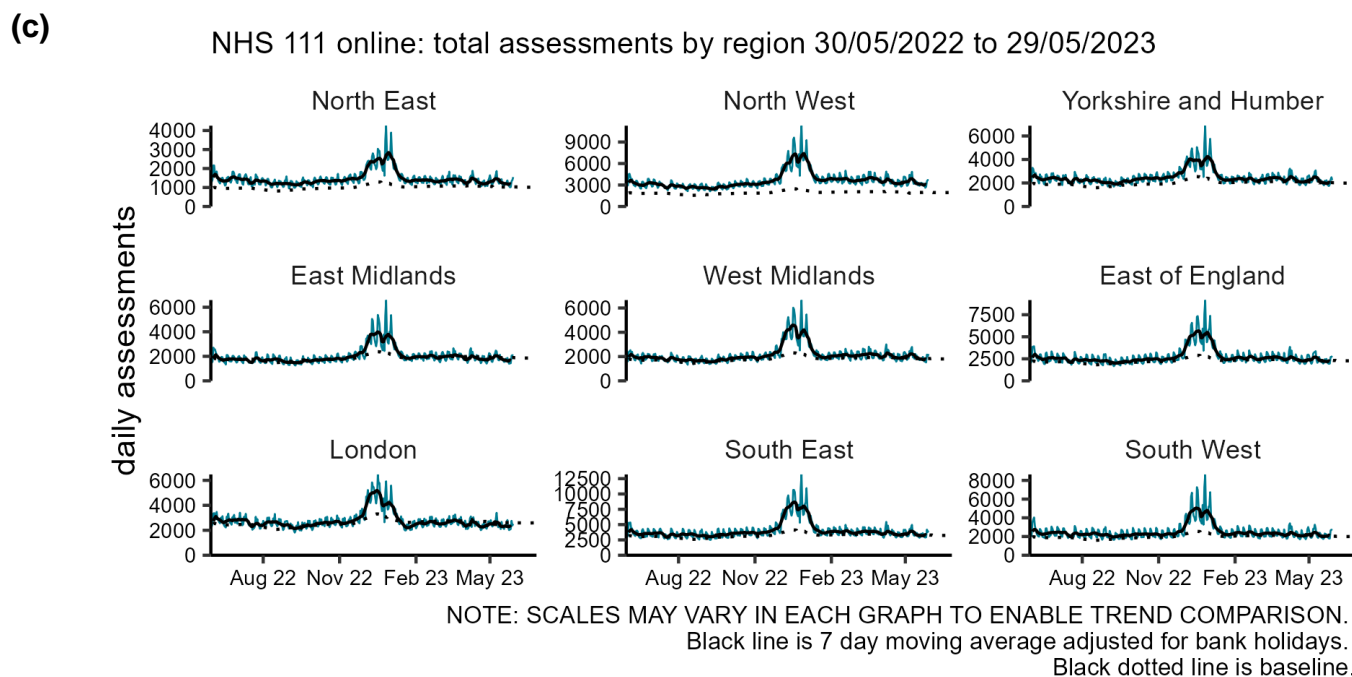 (c)
NHS 111 online: total assessments by region 30/05/2022 to 29/05/2023
daily assessments
North East
4000
3000
2000
1000
0
North West
9000
6000
3000
0
Yorkshire and Humber
6000
4000
2000
0
East Midlands
6000
4000
2000
0
West Midlands
6000
4000
2000
0
East of England
7500
5000
2500
0
London
6000
4000
2000
0
South East
12500
10000
7500
5000
2500
0
South West
8000
6000
4000
2000
0
Aug 22 Nov 22 Feb 23 May 23
Aug 22 Nov 22 Feb 23 May 23
Aug 22 Nov 22 Feb 23 May 23
NOTE: SCALES MAY VARY IN EACH GRAPH TO ENABLE TREND COMPARISON.
Black line is 7 day moving average adjusted for bank holidays.
Black dotted line is baseline.